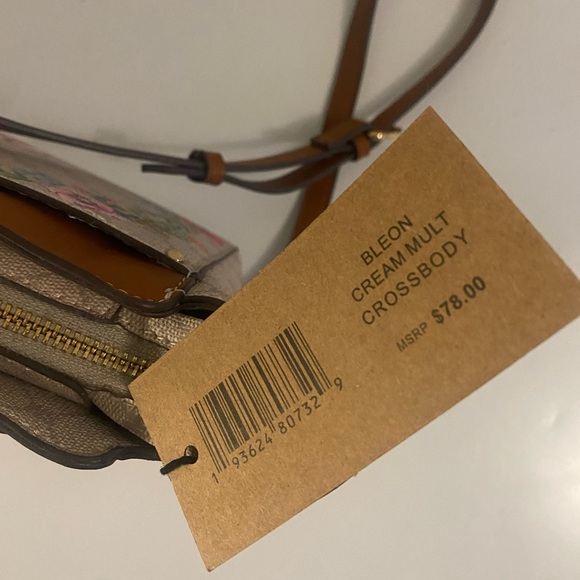 BLEON
CREAM MULT
CROSSBODY
MSRP $78.00
1 93624 80732 9